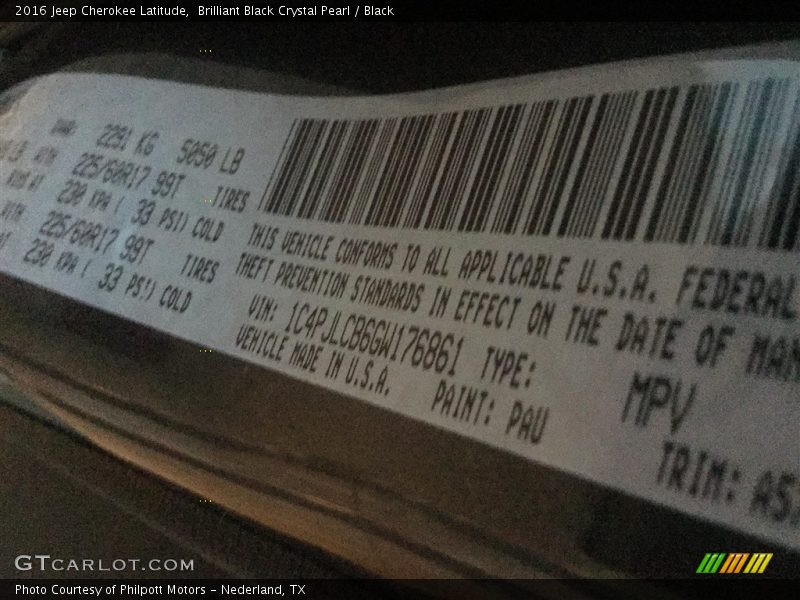 2016 Jeep Cherokee Latitude,  Brilliant Black Crystal Pearl / Black
2291 KG  5050 LB
225/60R17 99T  TIRES
230 KPA ( 33 PSI) COLD
225/60R17 99T  TIRES
230 KPA ( 33 PSI) COLD
THIS VEHICLE CONFORMS TO ALL APPLICABLE U.S.A. FEDERAL
THEFT PREVENTION STANDARDS IN EFFECT ON THE DATE OF MAN
VIN: 1C4PJLCB6GW176861  TYPE: MPV
VEHICLE MADE IN U.S.A.  PAINT: PAU  TRIM:
GTCARLOT.COM
Photo Courtesy of Philpott Motors - Nederland, TX